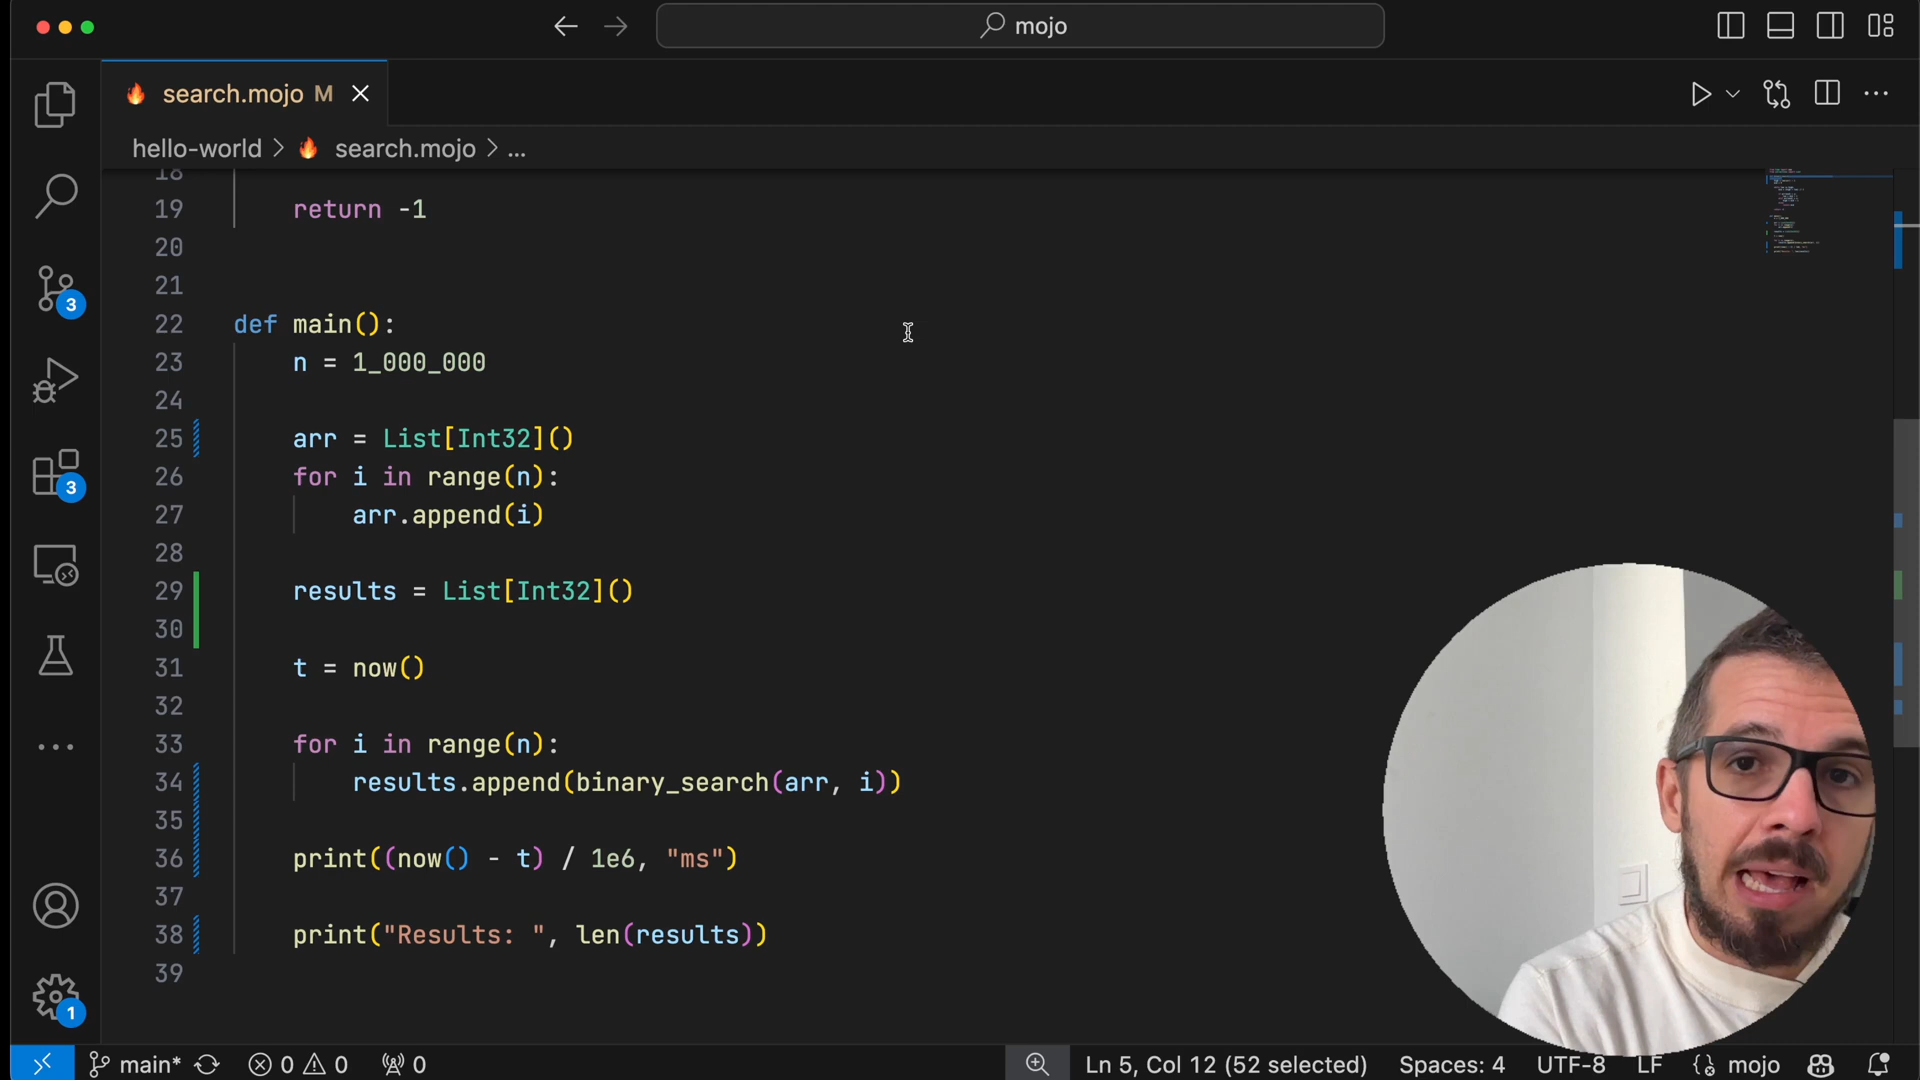 mojo
search.mojo M
hello-world > search.mojo > ...
18
19 return -1
20
21
22 def main():
23 n = 1_000_000
24
25 arr = List[Int32]()
26 for i in range(n):
27 arr.append(i)
28
29 results = List[Int32]()
30
31 t = now()
32
33 for i in range(n):
34 results.append(binary_search(arr, i))
35
36 print((now() - t) / 1e6, "ms")
37
38 print("Results: ", len(results))
39
3
3
1
main* 0 0 0 Ln 5, Col 12 (52 selected) Spaces: 4 UTF-8 LF mojo